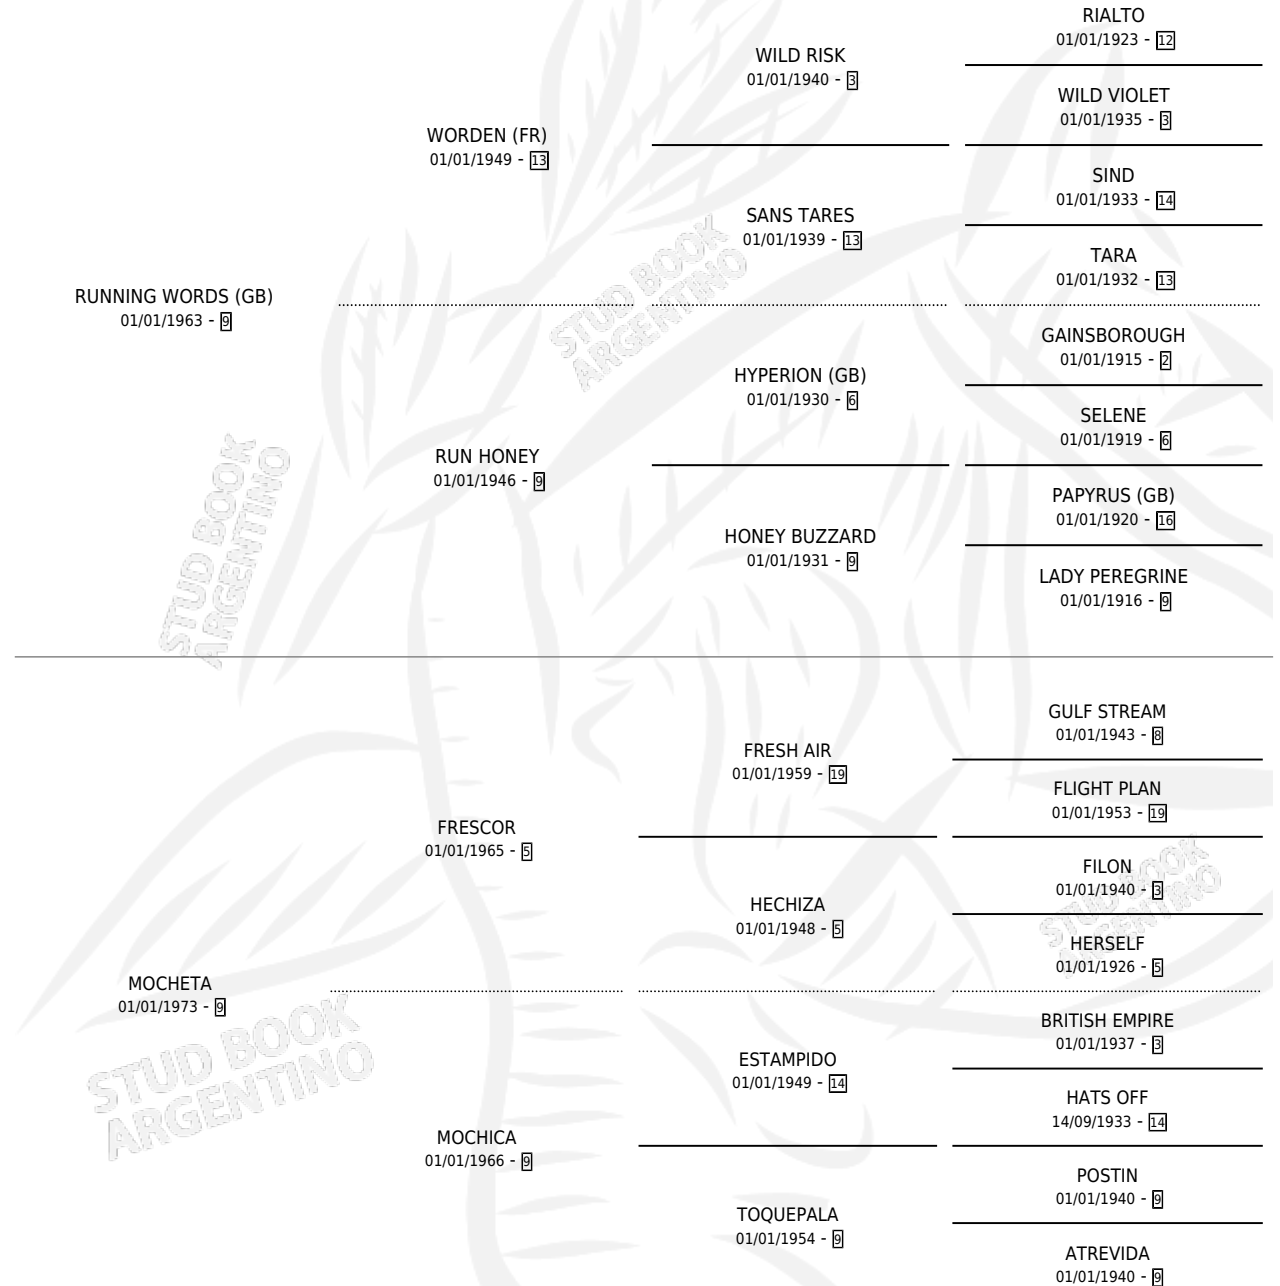 RIALTO
01/01/1923 - 12
WILD RISK
01/01/1940 - 3
WILD VIOLET
01/01/1935 - 3
WORDEN (FR)
01/01/1949 - 13
SIND
01/01/1933 - 14
SANS TARES
01/01/1939 - 13
TARA
01/01/1932 - 13
RUNNING WORDS (GB)
01/01/1963 - 9
GAINSBOROUGH
01/01/1915 - 2
HYPERION (GB)
01/01/1930 - 6
SELENE
01/01/1919 - 6
RUN HONEY
01/01/1946 - 9
PAPYRUS (GB)
01/01/1920 - 16
HONEY BUZZARD
01/01/1931 - 9
LADY PEREGRINE
01/01/1916 - 9
GULF STREAM
01/01/1943 - 8
FRESH AIR
01/01/1959 - 19
FLIGHT PLAN
01/01/1953 - 19
FRESCOR
01/01/1965 - 5
FILON
01/01/1940 - 3
HECHIZA
01/01/1948 - 5
HERSELF
01/01/1926 - 5
MOCHETA
01/01/1973 - 9
BRITISH EMPIRE
01/01/1937 - 3
ESTAMPIDO
01/01/1949 - 14
HATS OFF
14/09/1933 - 14
MOCHICA
01/01/1966 - 9
POSTIN
01/01/1940 - 9
TOQUEPALA
01/01/1954 - 9
ATREVIDA
01/01/1940 - 9
STUD BOOK
ARGENTINO
STUD BOOK
ARGENTINO
STUD BOOK
ARGENTINO
STUD BOOK
ARGENTINO